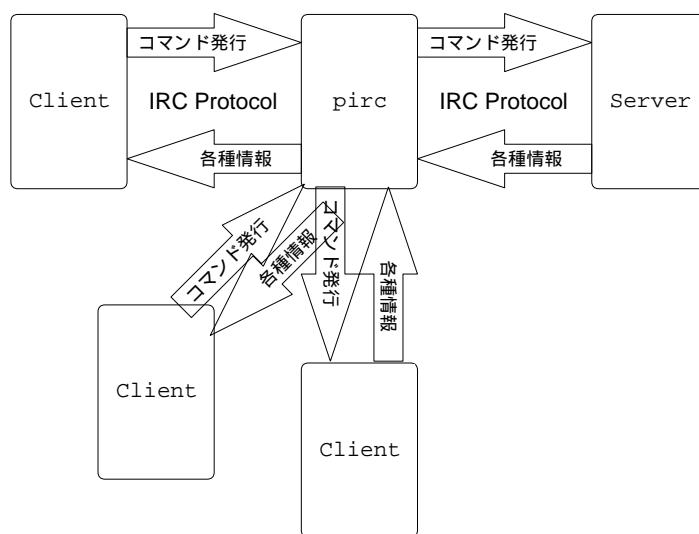 コマンド発行
コマンド発行
Client
IRC Protocol
pirc
IRC Protocol
Server
各種情報
各種情報
コマンド発行
各種情報
コマンド発行
各種情報
Client
Client